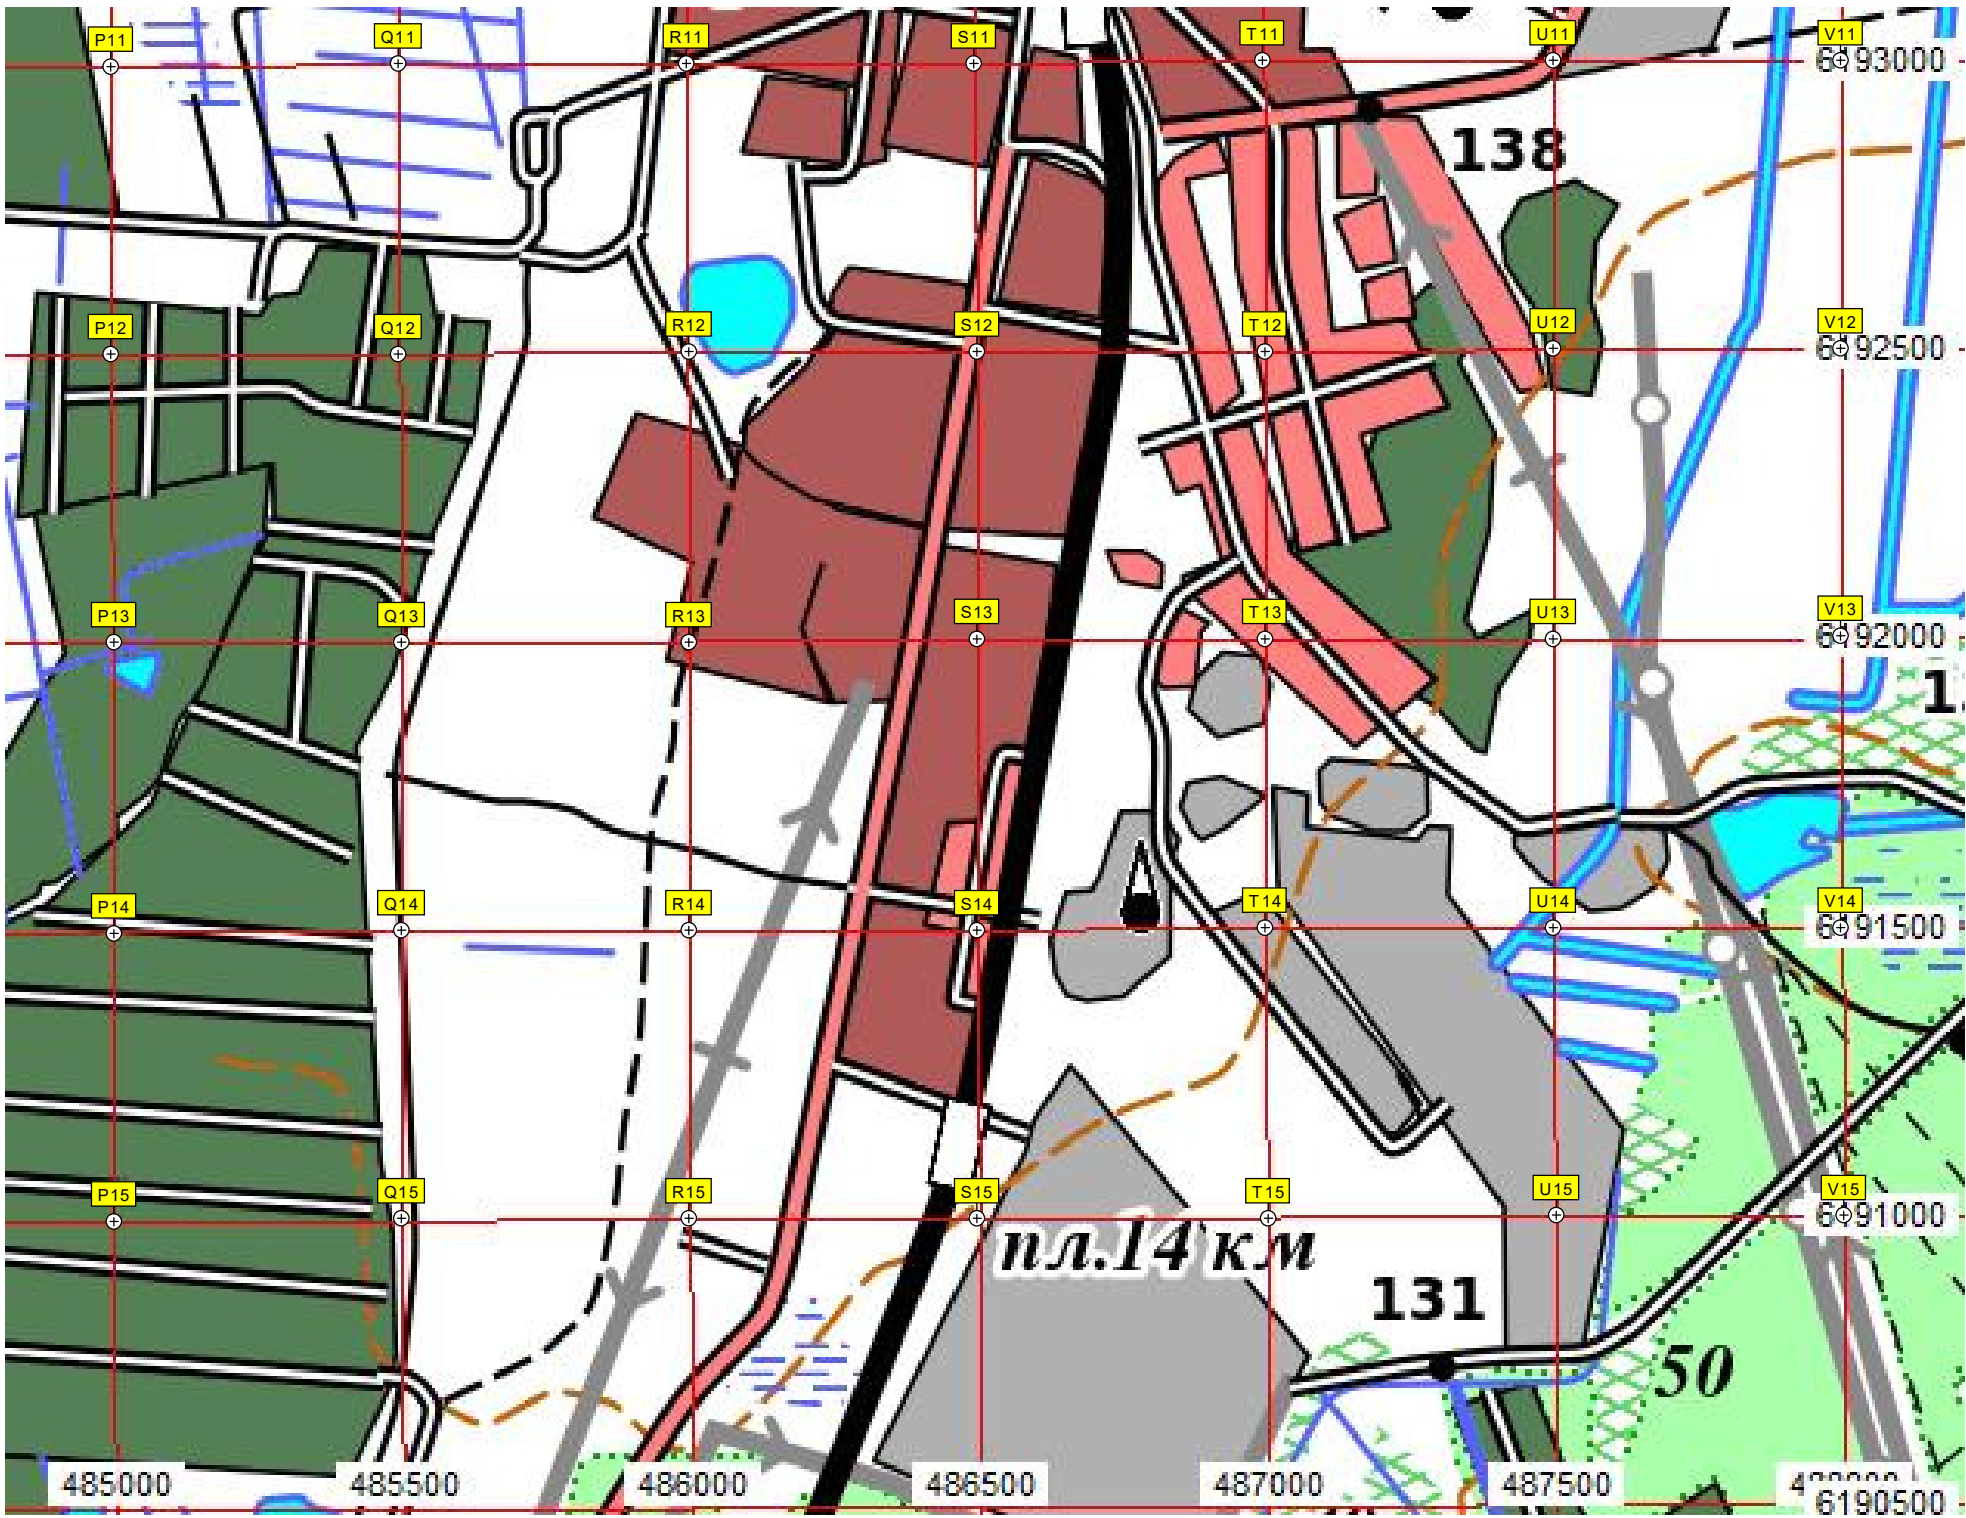 P11 Q11 R11 S11 T11 U11 V11
6193000
138
P12 Q12 R12 S12 T12 U12 V12
6192500
P13 Q13 R13 S13 T13 U13 V13
6192000
P14 Q14 R14 S14 T14 U14 V14
6191500
P15 Q15 R15 S15 T15 U15 V15
6191000
пл.14 км
131
50
485000 485500 486000 486500 487000 487500
6190500